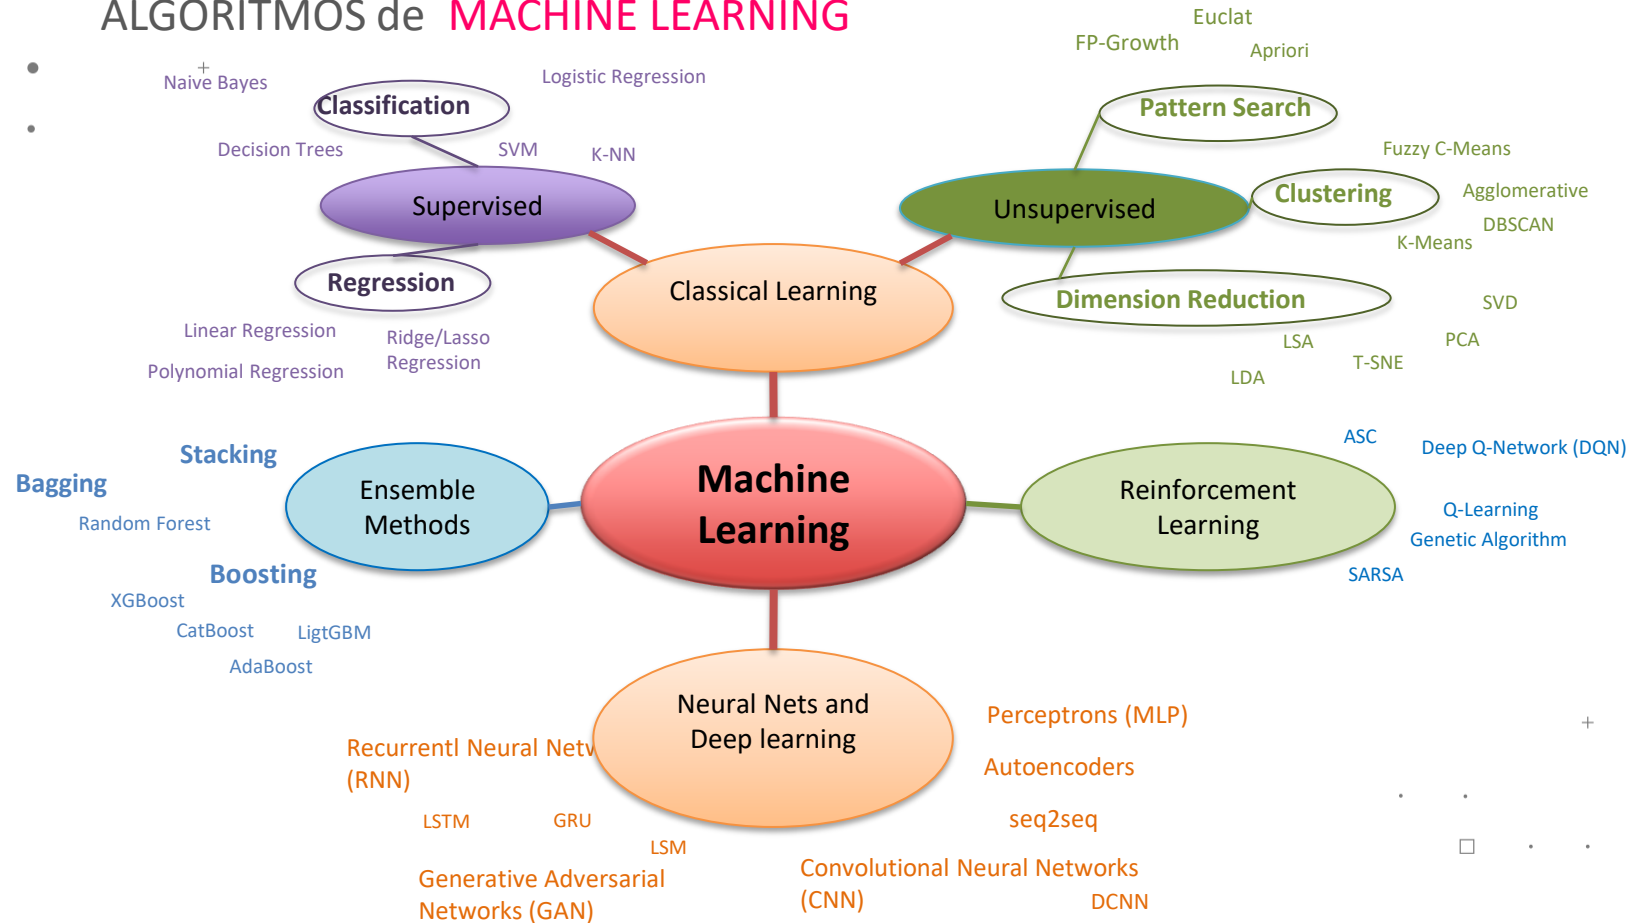 ALGORITMOS de MACHINE LEARNING
Naive Bayes
Logistic Regression
Classification
Decision Trees
SVM
K-NN
Supervised
Regression
Linear Regression
Ridge/Lasso
Regression
Polynomial Regression
Classical Learning
Euclat
FP-Growth
Apriori
Pattern Search
Unsupervised
Fuzzy C-Means
Clustering
Agglomerative
DBSCAN
K-Means
Dimension Reduction
SVD
PCA
LSA
T-SNE
LDA
Machine
Learning
Stacking
Bagging
Random Forest
Ensemble
Methods
Boosting
XGBoost
CatBoost
LigtGBM
AdaBoost
Reinforcement
Learning
ASC
Deep Q-Network (DQN)
Q-Learning
Genetic Algorithm
SARSA
Neural Nets and
Deep learning
Recurrentl Neural Netw
(RNN)
LSTM
GRU
LSM
Generative Adversarial
Networks (GAN)
Perceptrons (MLP)
Autoencoders
seq2seq
Convolutional Neural Networks
(CNN)
DCNN